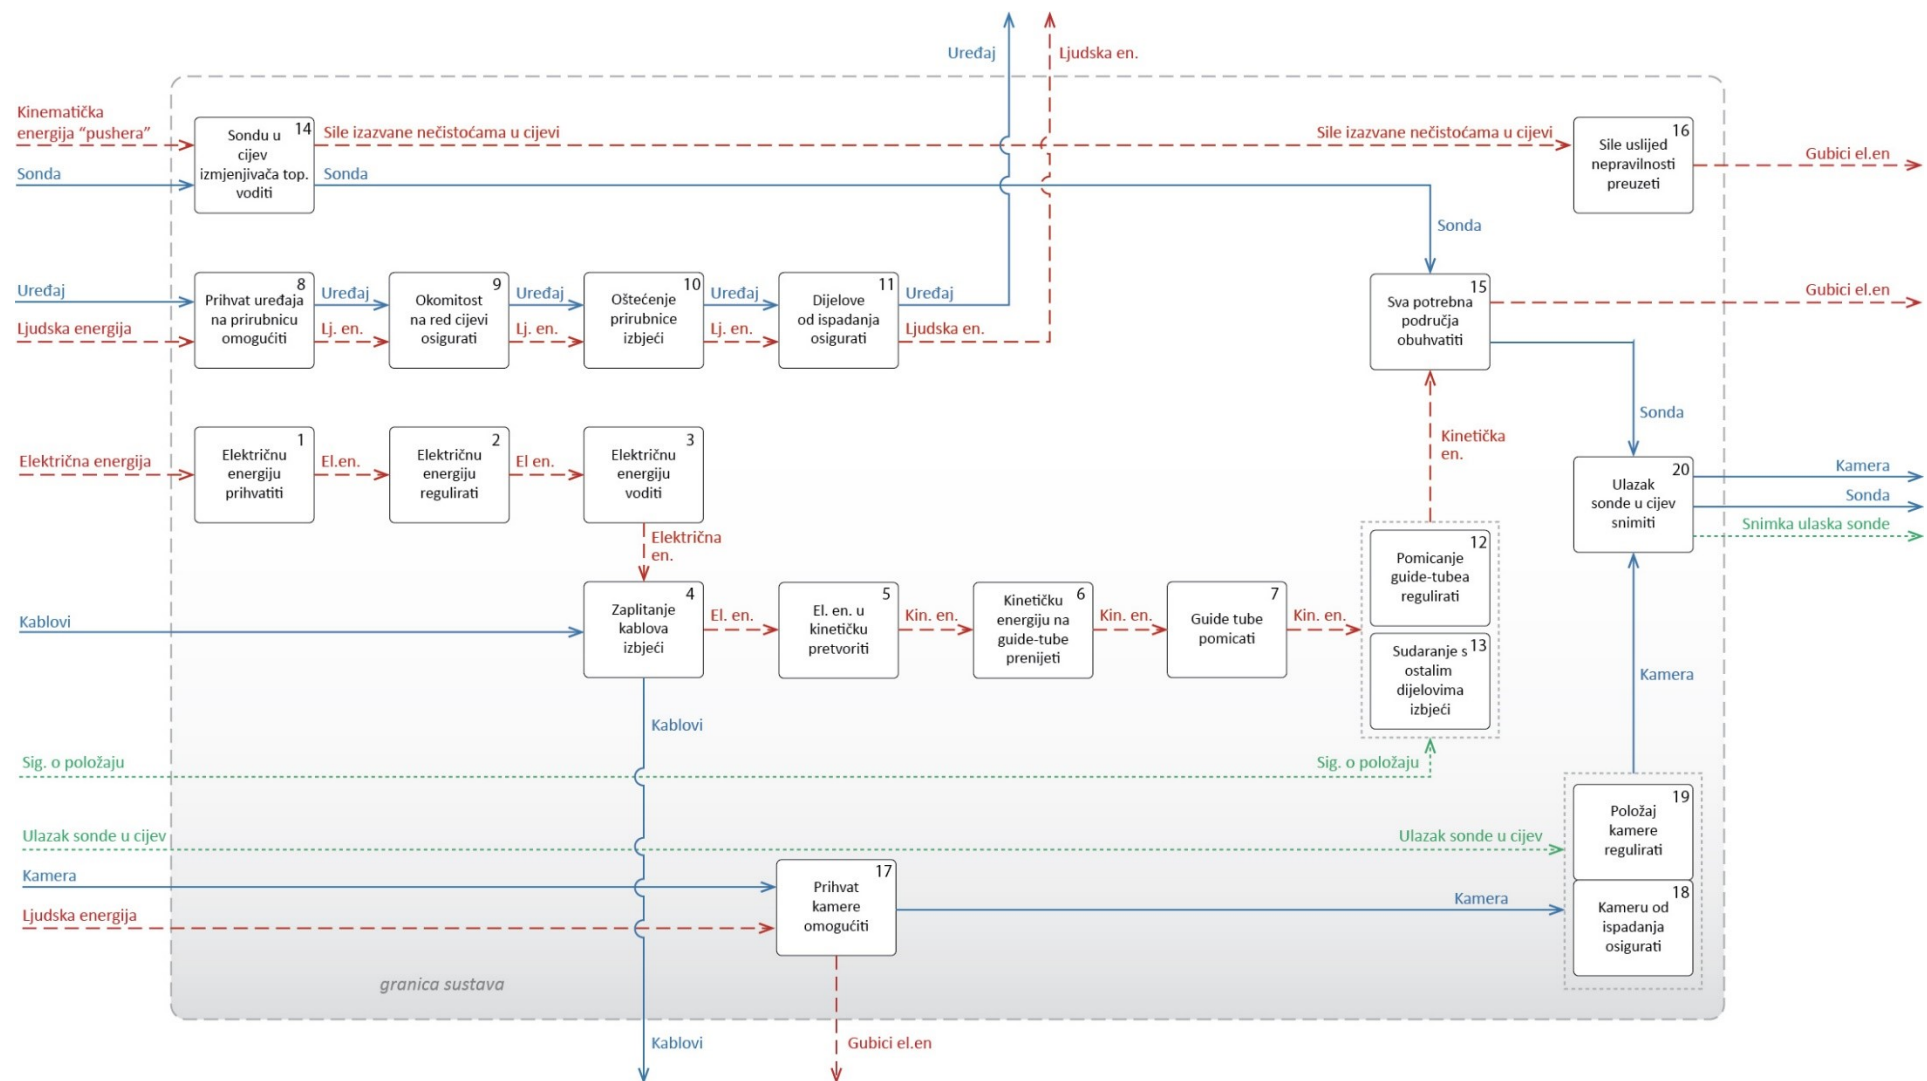 Uređaj
Ljudska en.
Kinematička
energija “pushera”
Sonda
14
Sondu u
cijev
izmjenjivača top.
voditi
Sile izazvane nečistoćama u cijevi
Sonda
Sile izazvane nečistoćama u cijevi
16
Sile uslijed
nepravilnosti
preuzeti
Gubici el.en
Sonda
Uređaj
Ljudska energija
8
Prihvat uređaja
na prirubnicu
omogućiti
Uređaj
Lj. en.
9
Okomitost
na red cijevi
osigurati
Uređaj
Lj. en.
10
Oštećenje
prirubnice
izbjeći
Uređaj
Lj. en.
11
Dijelove
od ispadanja
osigurati
Uređaj
Ljudska en.
15
Sva potrebna
područja
obuhvatiti
Gubici el.en
Sonda
Električna energija
1
Električnu
energiju
prihvatiti
El.en.
2
Električnu
energiju
regulirati
El en.
3
Električnu
energiju
voditi
Električna
en.
Kinetička
en.
20
Ulazak
sonde u cijev
snimiti
Kamera
Sonda
Snimka ulaska sonde
Kablovi
4
Zaplitanje
kablova
izbjeći
El. en.
5
El. en. u
kinetičku
pretvoriti
Kin. en.
6
Kinetičku
energiju na
guide-tube
prenijeti
Kin. en.
7
Guide tube
pomicati
Kin. en.
12
Pomicanje
guide-tubea
regulirati
13
Sudaranje s
ostalim
dijelovima
izbjeći
Kamera
Kablovi
Sig. o položaju
Sig. o položaju
Ulazak sonde u cijev
Ulazak sonde u cijev
19
Položaj
kamere
regulirati
Kamera
Ljudska energija
17
Prihvat
kamere
omogućiti
Kamera
18
Kameru od
ispadanja
osigurati
granica sustava
Kablovi
Gubici el.en